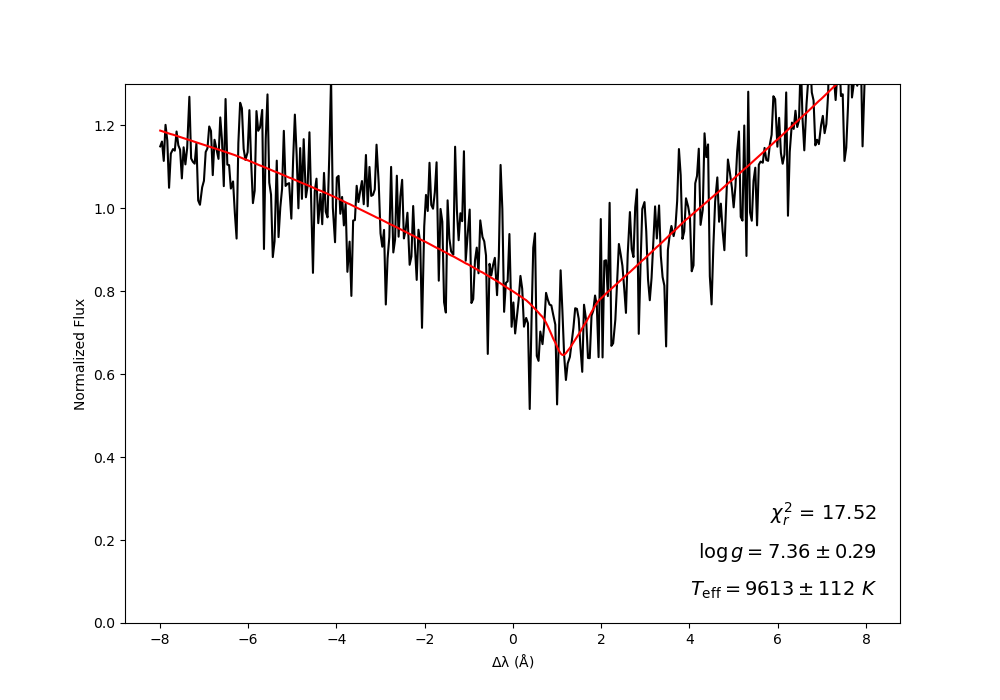 1.2
1.0
0.8
0.6
0.4
0.2
0.0
Normalized Flux
χ²ᵣ = 17.52
log g = 7.36 ± 0.29
T_eff = 9613 ± 112 K
−8 −6 −4 −2 0 2 4 6 8
Δλ (Å)